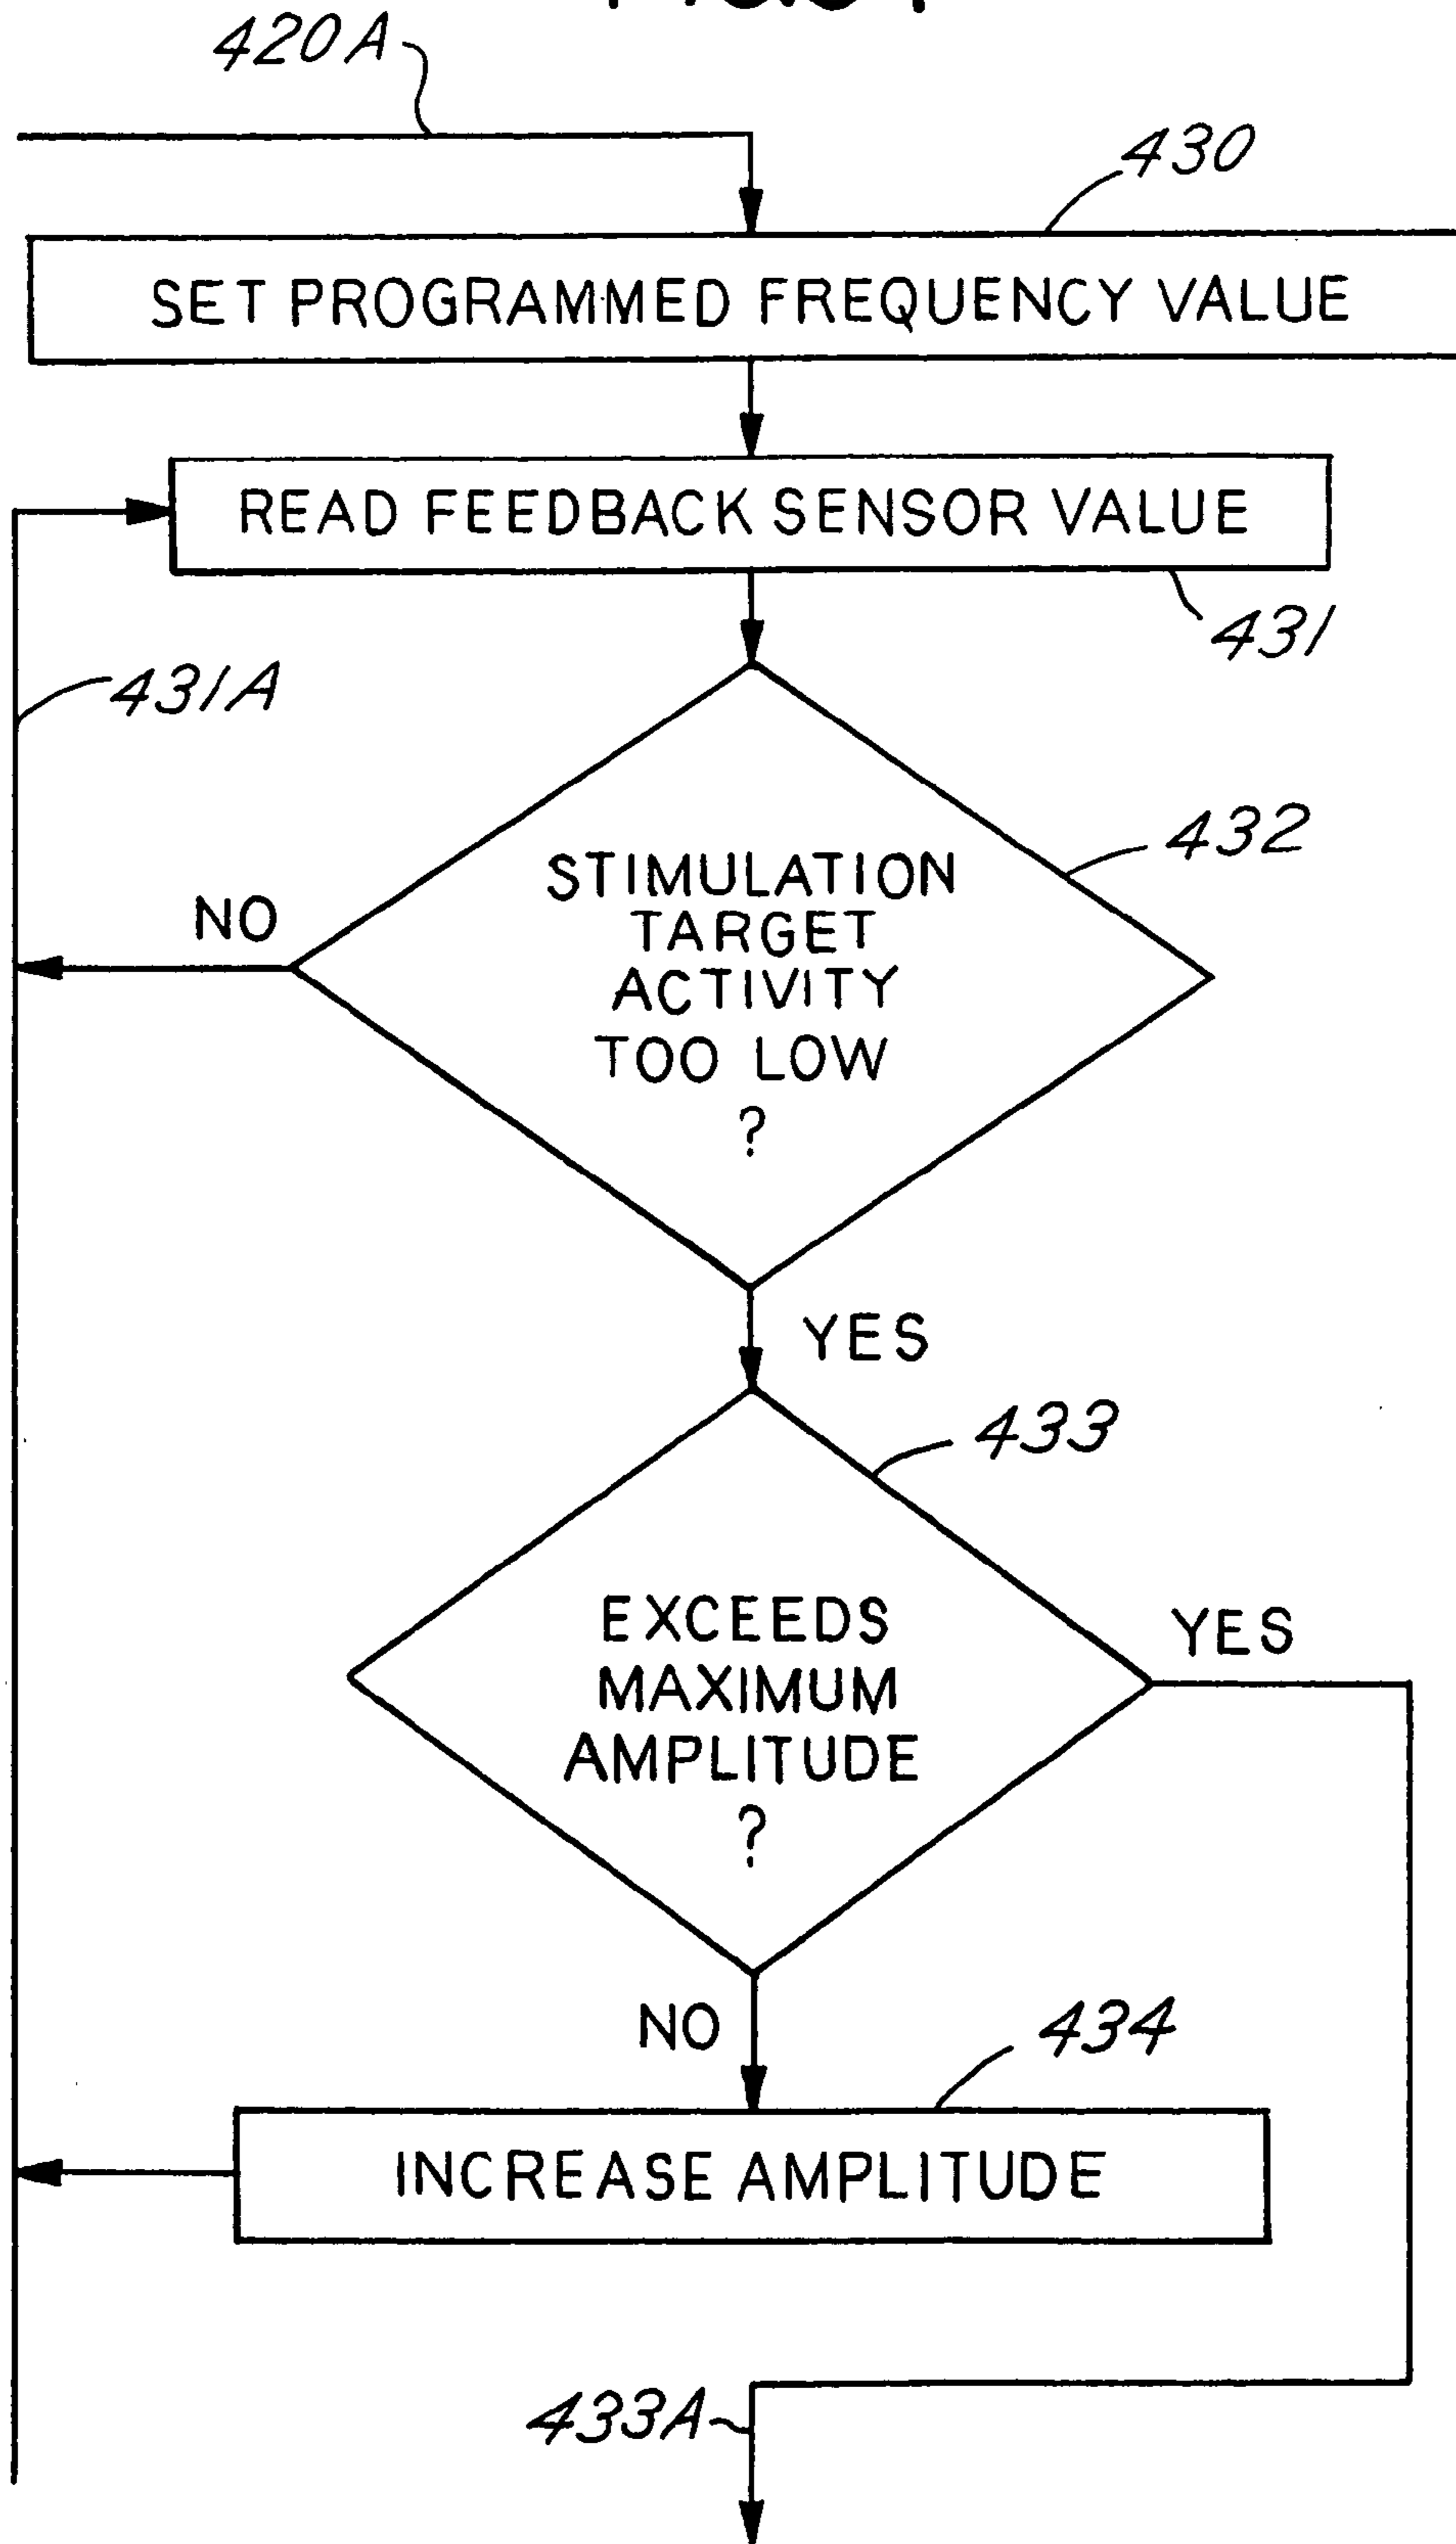 420A
430
SET PROGRAMMED FREQUENCY VALUE
READ FEEDBACK SENSOR VALUE
431
431A
432
STIMULATION
TARGET
ACTIVITY
TOO LOW
?
NO
YES
433
EXCEEDS
MAXIMUM
AMPLITUDE
?
YES
NO
434
INCREASE AMPLITUDE
433A